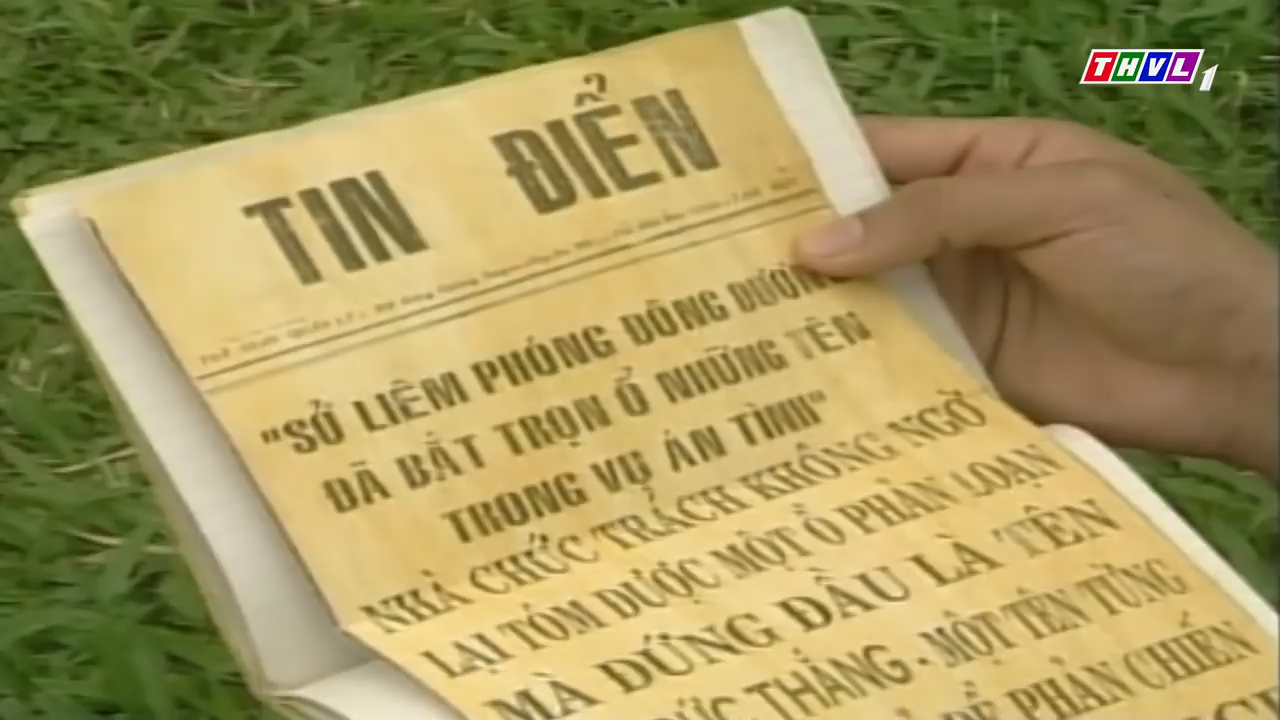 THVL1
TIN ĐIỂN
"SỞ LIÊM PHÓNG ĐÔNG DƯƠNG
ĐÃ BẮT TRỌN Ổ NHỮNG TÊN
TRONG VỤ ÁN TÌNH"
NHÀ CHỨC TRÁCH KHÔNG NGỜ
LẠI TÓM ĐƯỢC MỘT Ổ PHẢN LOẠN
MÀ ĐỨNG ĐẦU LÀ TÊN
ĐỨC THẮNG - MỘT TÊN TỪNG
ĐỂ PHẢN CHIẾN